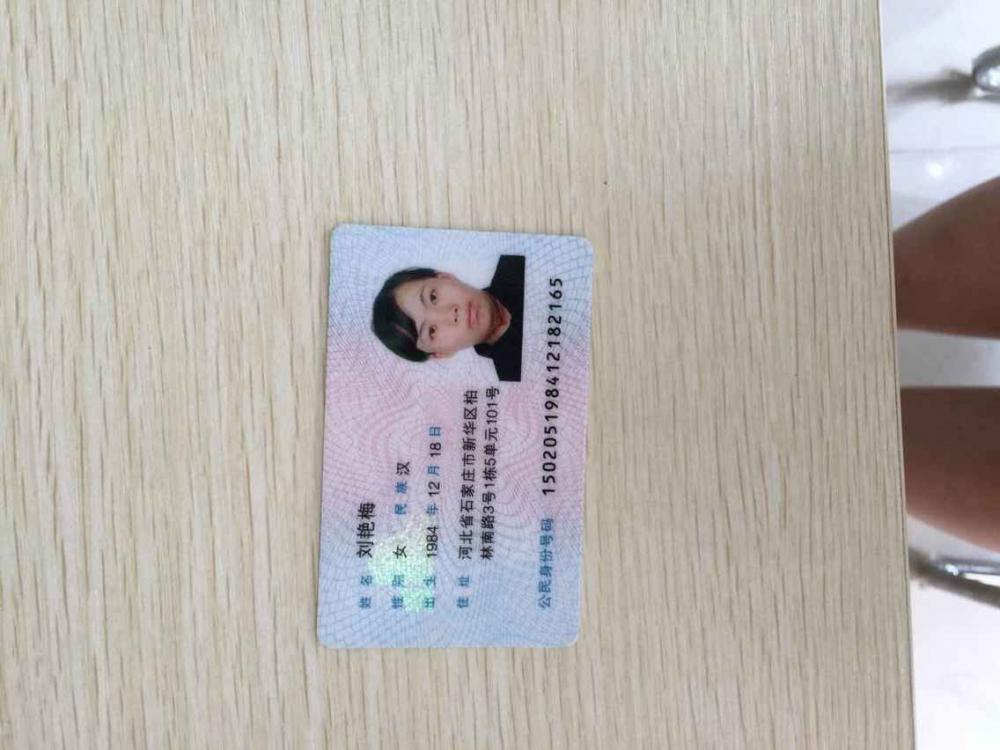 姓名 刘艳梅
性别 女 民族 汉
出生 1984 年 12 月 18 日
住址 河北省石家庄市新华区柏
林南路3号1栋5单元101号
公民身份号码 150205198412182165